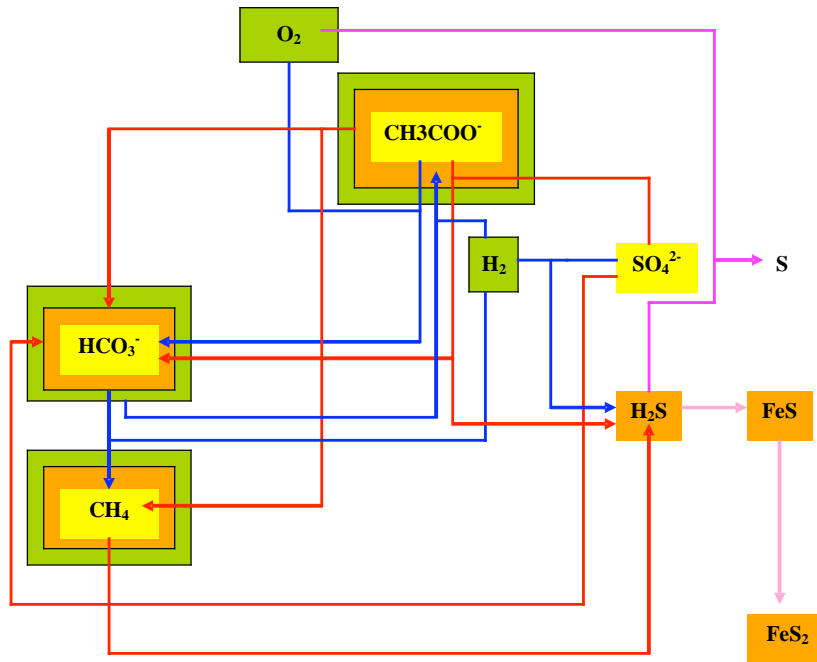 O₂
CH3COO⁻
H₂
SO₄²⁻
S
HCO₃⁻
H₂S
FeS
CH₄
FeS₂